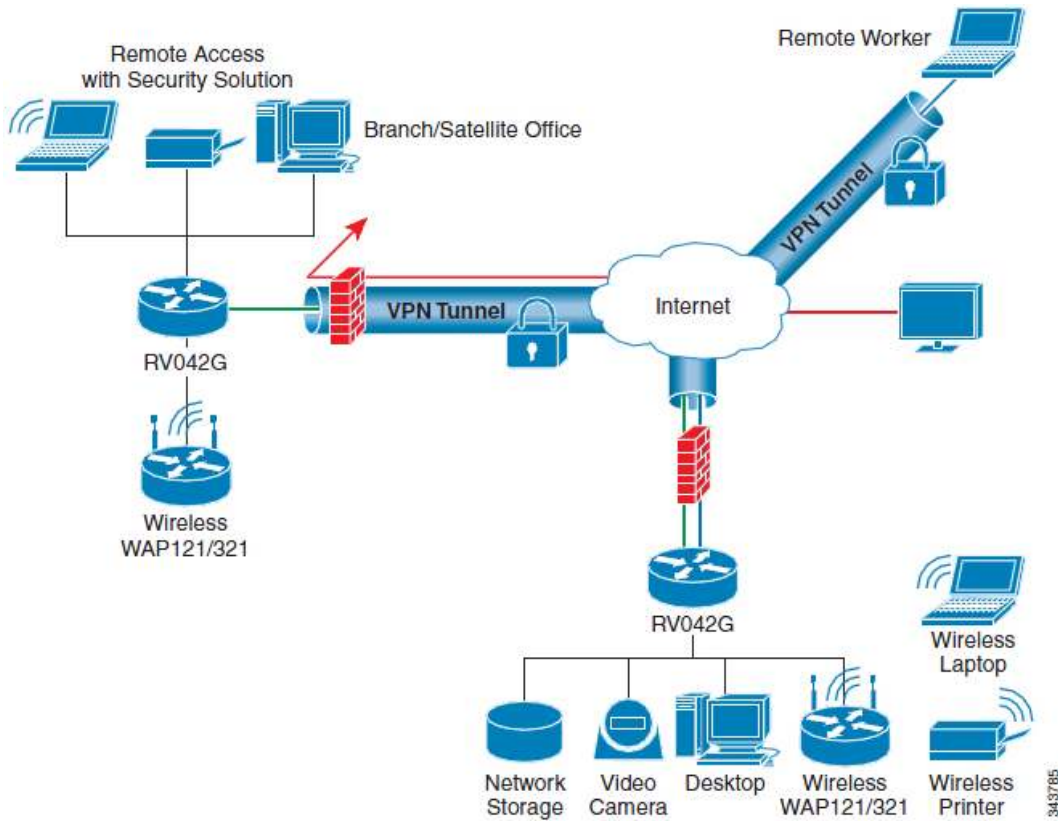 Remote Access
with Security Solution
Branch/Satellite Office
Remote Worker
VPN Tunnel
VPN Tunnel
Internet
RV042G
Wireless
WAP121/321
RV042G
Wireless
Laptop
Network
Storage
Video
Camera
Desktop
Wireless
WAP121/321
Wireless
Printer
343785